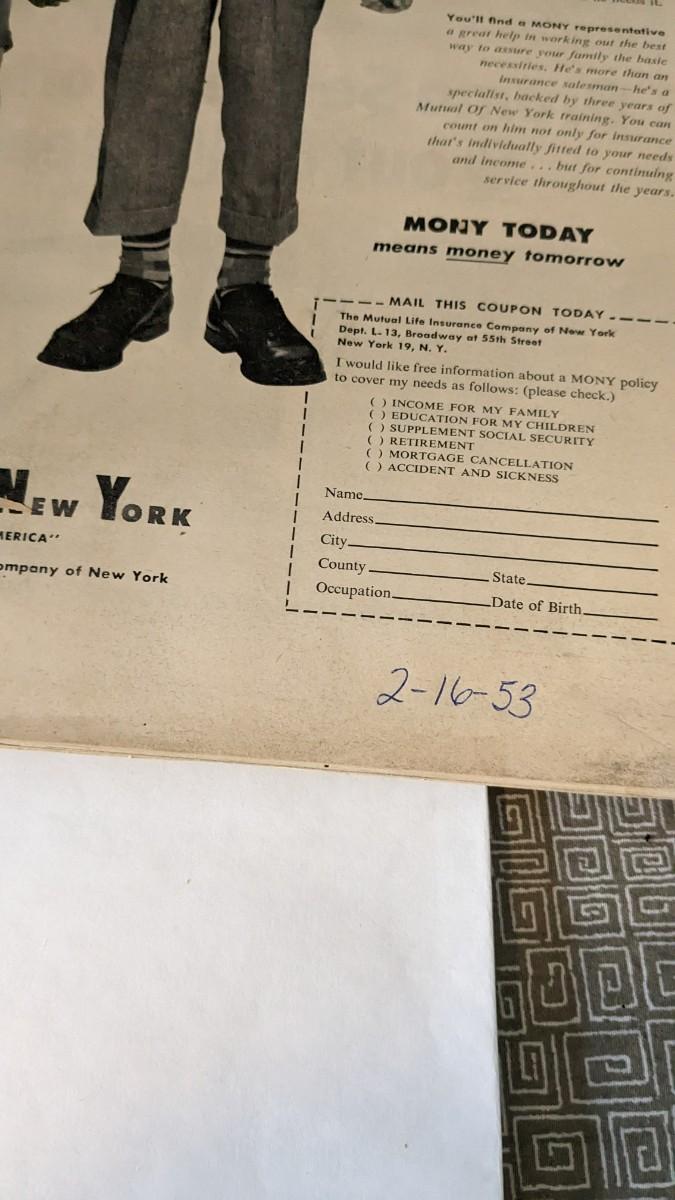 You'll find a MONY representative
a great help in working out the best
way to assure your family the basic
necessities. He's more than an
insurance salesman—he's a
specialist, backed by three years of
Mutual Of New York training. You can
count on him not only for insurance
that's individually fitted to your needs
and income . . . but for continuing
service throughout the years.
MONY TODAY
means money tomorrow
MAIL THIS COUPON TODAY
The Mutual Life Insurance Company of New York
Dept. L-13, Broadway at 55th Street
New York 19, N. Y.
I would like free information about a MONY policy
to cover my needs as follows: (please check.)
( ) INCOME FOR MY FAMILY
( ) EDUCATION FOR MY CHILDREN
( ) SUPPLEMENT SOCIAL SECURITY
( ) RETIREMENT
( ) MORTGAGE CANCELLATION
( ) ACCIDENT AND SICKNESS
Name
Address
City
County State
Occupation Date of Birth
NEW YORK
of New York
2-16-53